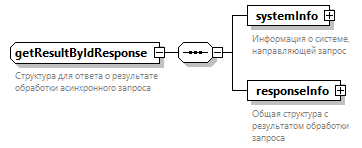 systemInfo
Информация о системе,
направляющей запрос
getResultByIdResponse
Структура для ответа о результате
обработки асинхронного запроса
responseInfo
Общая структура с
результатом обработки
запроса